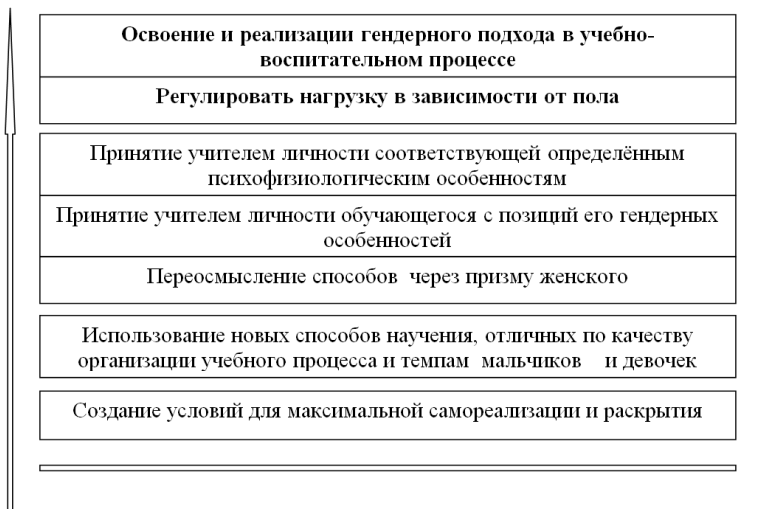 Освоение и реализации гендерного подхода в учебно-
воспитательном процессе
Регулировать нагрузку в зависимости от пола
Принятие учителем личности соответствующей определённым
психофизиологическим особенностям
Принятие учителем личности обучающегося с позиций его гендерных
особенностей
Переосмысление способов через призму женского
Использование новых способов научения, отличных по качеству
организации учебного процесса и темпам мальчиков и девочек
Создание условий для максимальной самореализации и раскрытия